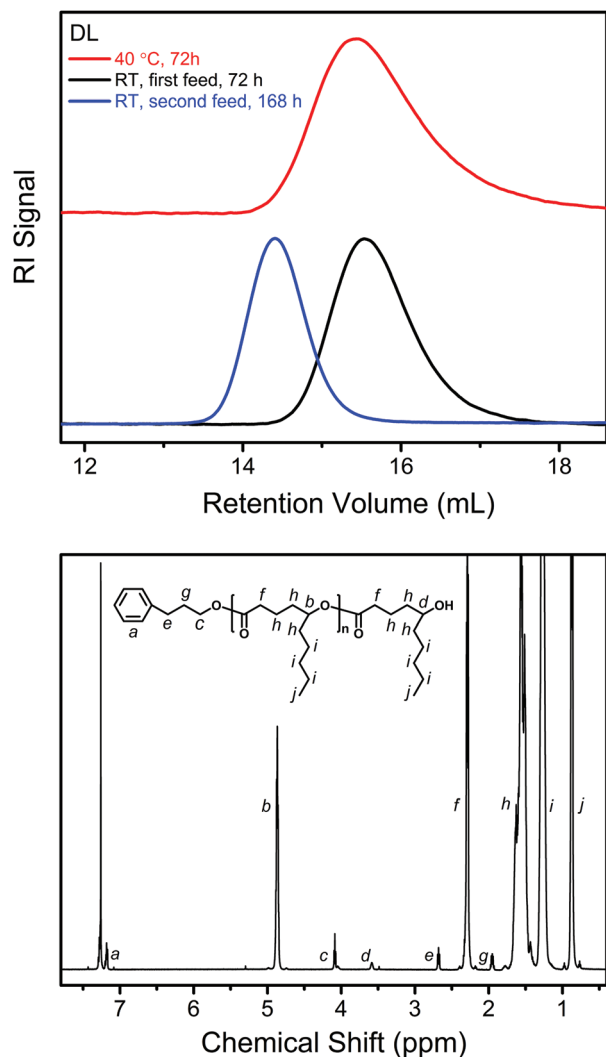 DL
40 °C, 72h
RT, first feed, 72 h
RT, second feed, 168 h
RI Signal
12 14 16 18
Retention Volume (mL)
g f h b f h d OH
O O O
a e c O h i n O h i
h h
i i
i i
j j
b f h i j
a c d e g
7 6 5 4 3 2 1
Chemical Shift (ppm)